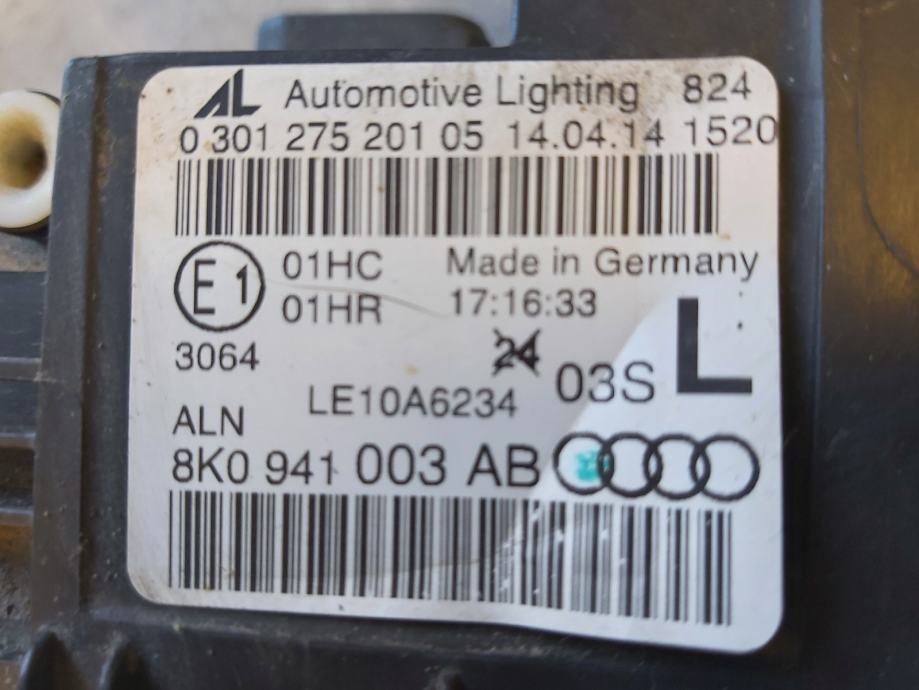 AL Automotive Lighting 824
0 301 275 201 05 14.04.14 1520
E1 01HC Made in Germany
01HR 17:16:33
3064 24 03S L
LE10A6234
ALN
8K0 941 003 AB